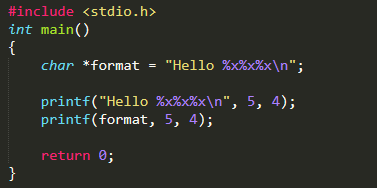 #include <stdio.h>
int main()
{
    char *format = "Hello %x%x%x\n";

    printf("Hello %x%x%x\n", 5, 4);
    printf(format, 5, 4);

    return 0;
}